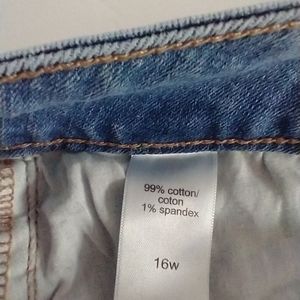 99% cotton/
coton
1% spandex
16w